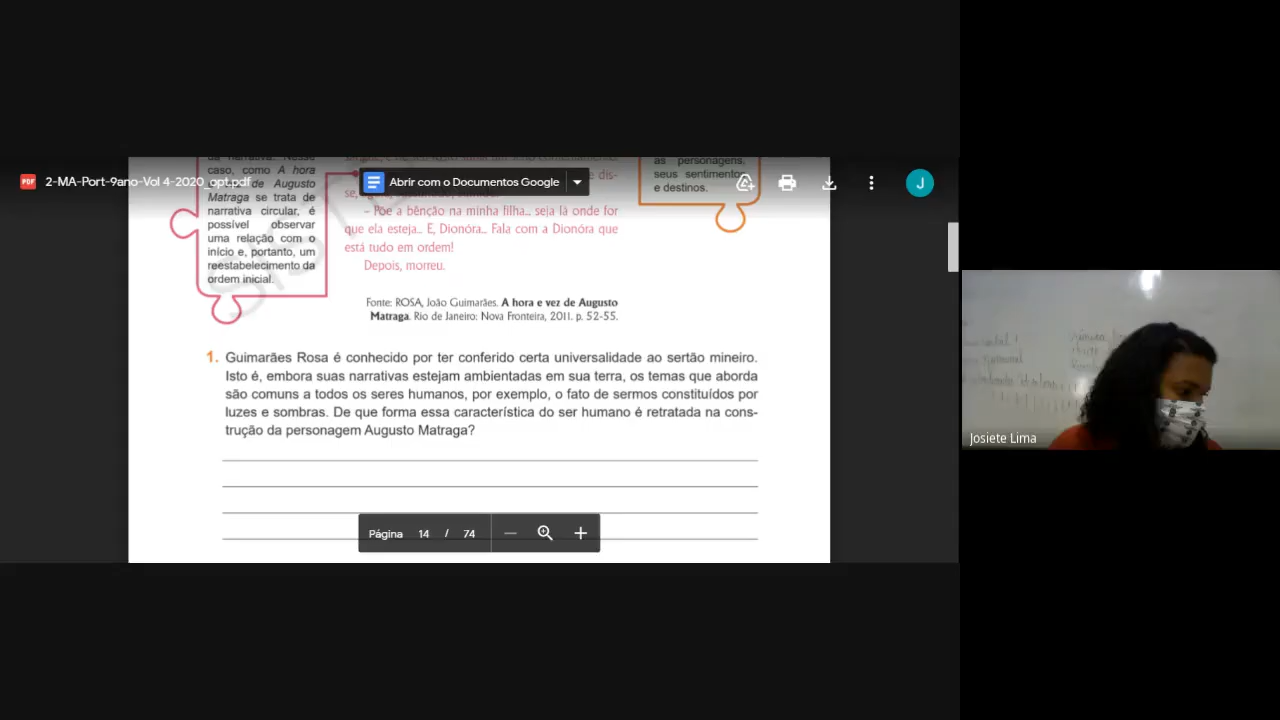 da narrativa. Nesse
caso, como A hora
de Augusto
Matraga se trata de
narrativa circular, é
possível observar
uma relação com o
início e, portanto, um
reestabelecimento da
ordem inicial.
as personagens,
seus sentimentos
e destinos.
PDF 2-MA-Port-9ano-Vol 4-2020_opt.pdf
Abrir com o Documentos Google
J
– Põe a bênção na minha filha... seja lá onde for
que ela esteja... E, Dionóra... Fala com a Dionóra que
está tudo em ordem!
Depois, morreu.
Fonte: ROSA, João Guimarães. A hora e vez de Augusto
Matraga. Rio de Janeiro: Nova Fronteira, 2011. p. 52-55.
1. Guimarães Rosa é conhecido por ter conferido certa universalidade ao sertão mineiro.
Isto é, embora suas narrativas estejam ambientadas em sua terra, os temas que aborda
são comuns a todos os seres humanos, por exemplo, o fato de sermos constituídos por
luzes e sombras. De que forma essa característica do ser humano é retratada na cons-
trução da personagem Augusto Matraga?
Página 14 / 74
Josiete Lima